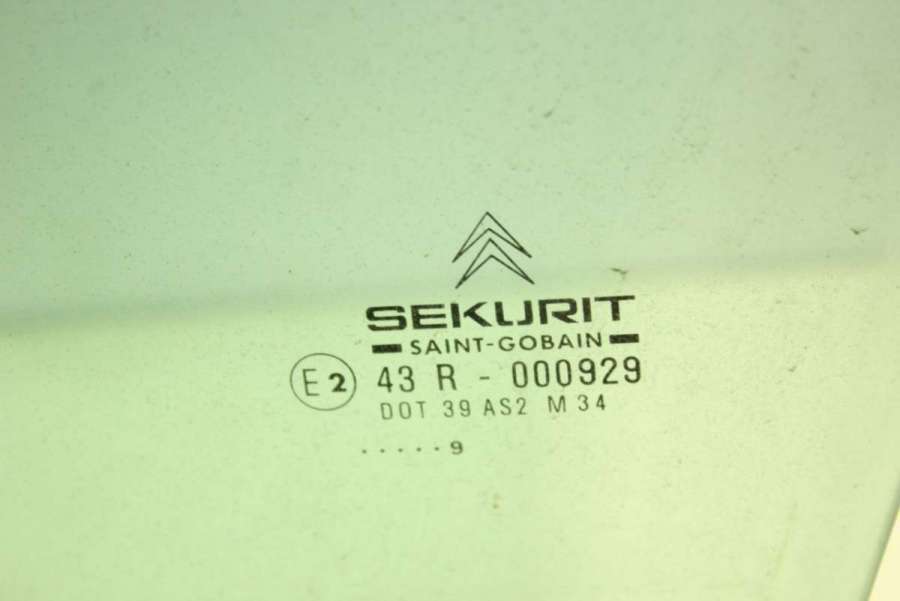 SEKURIT
SAINT-GOBAIN
E2 43 R - 000929
DOT 39 AS2 M 34
.....9